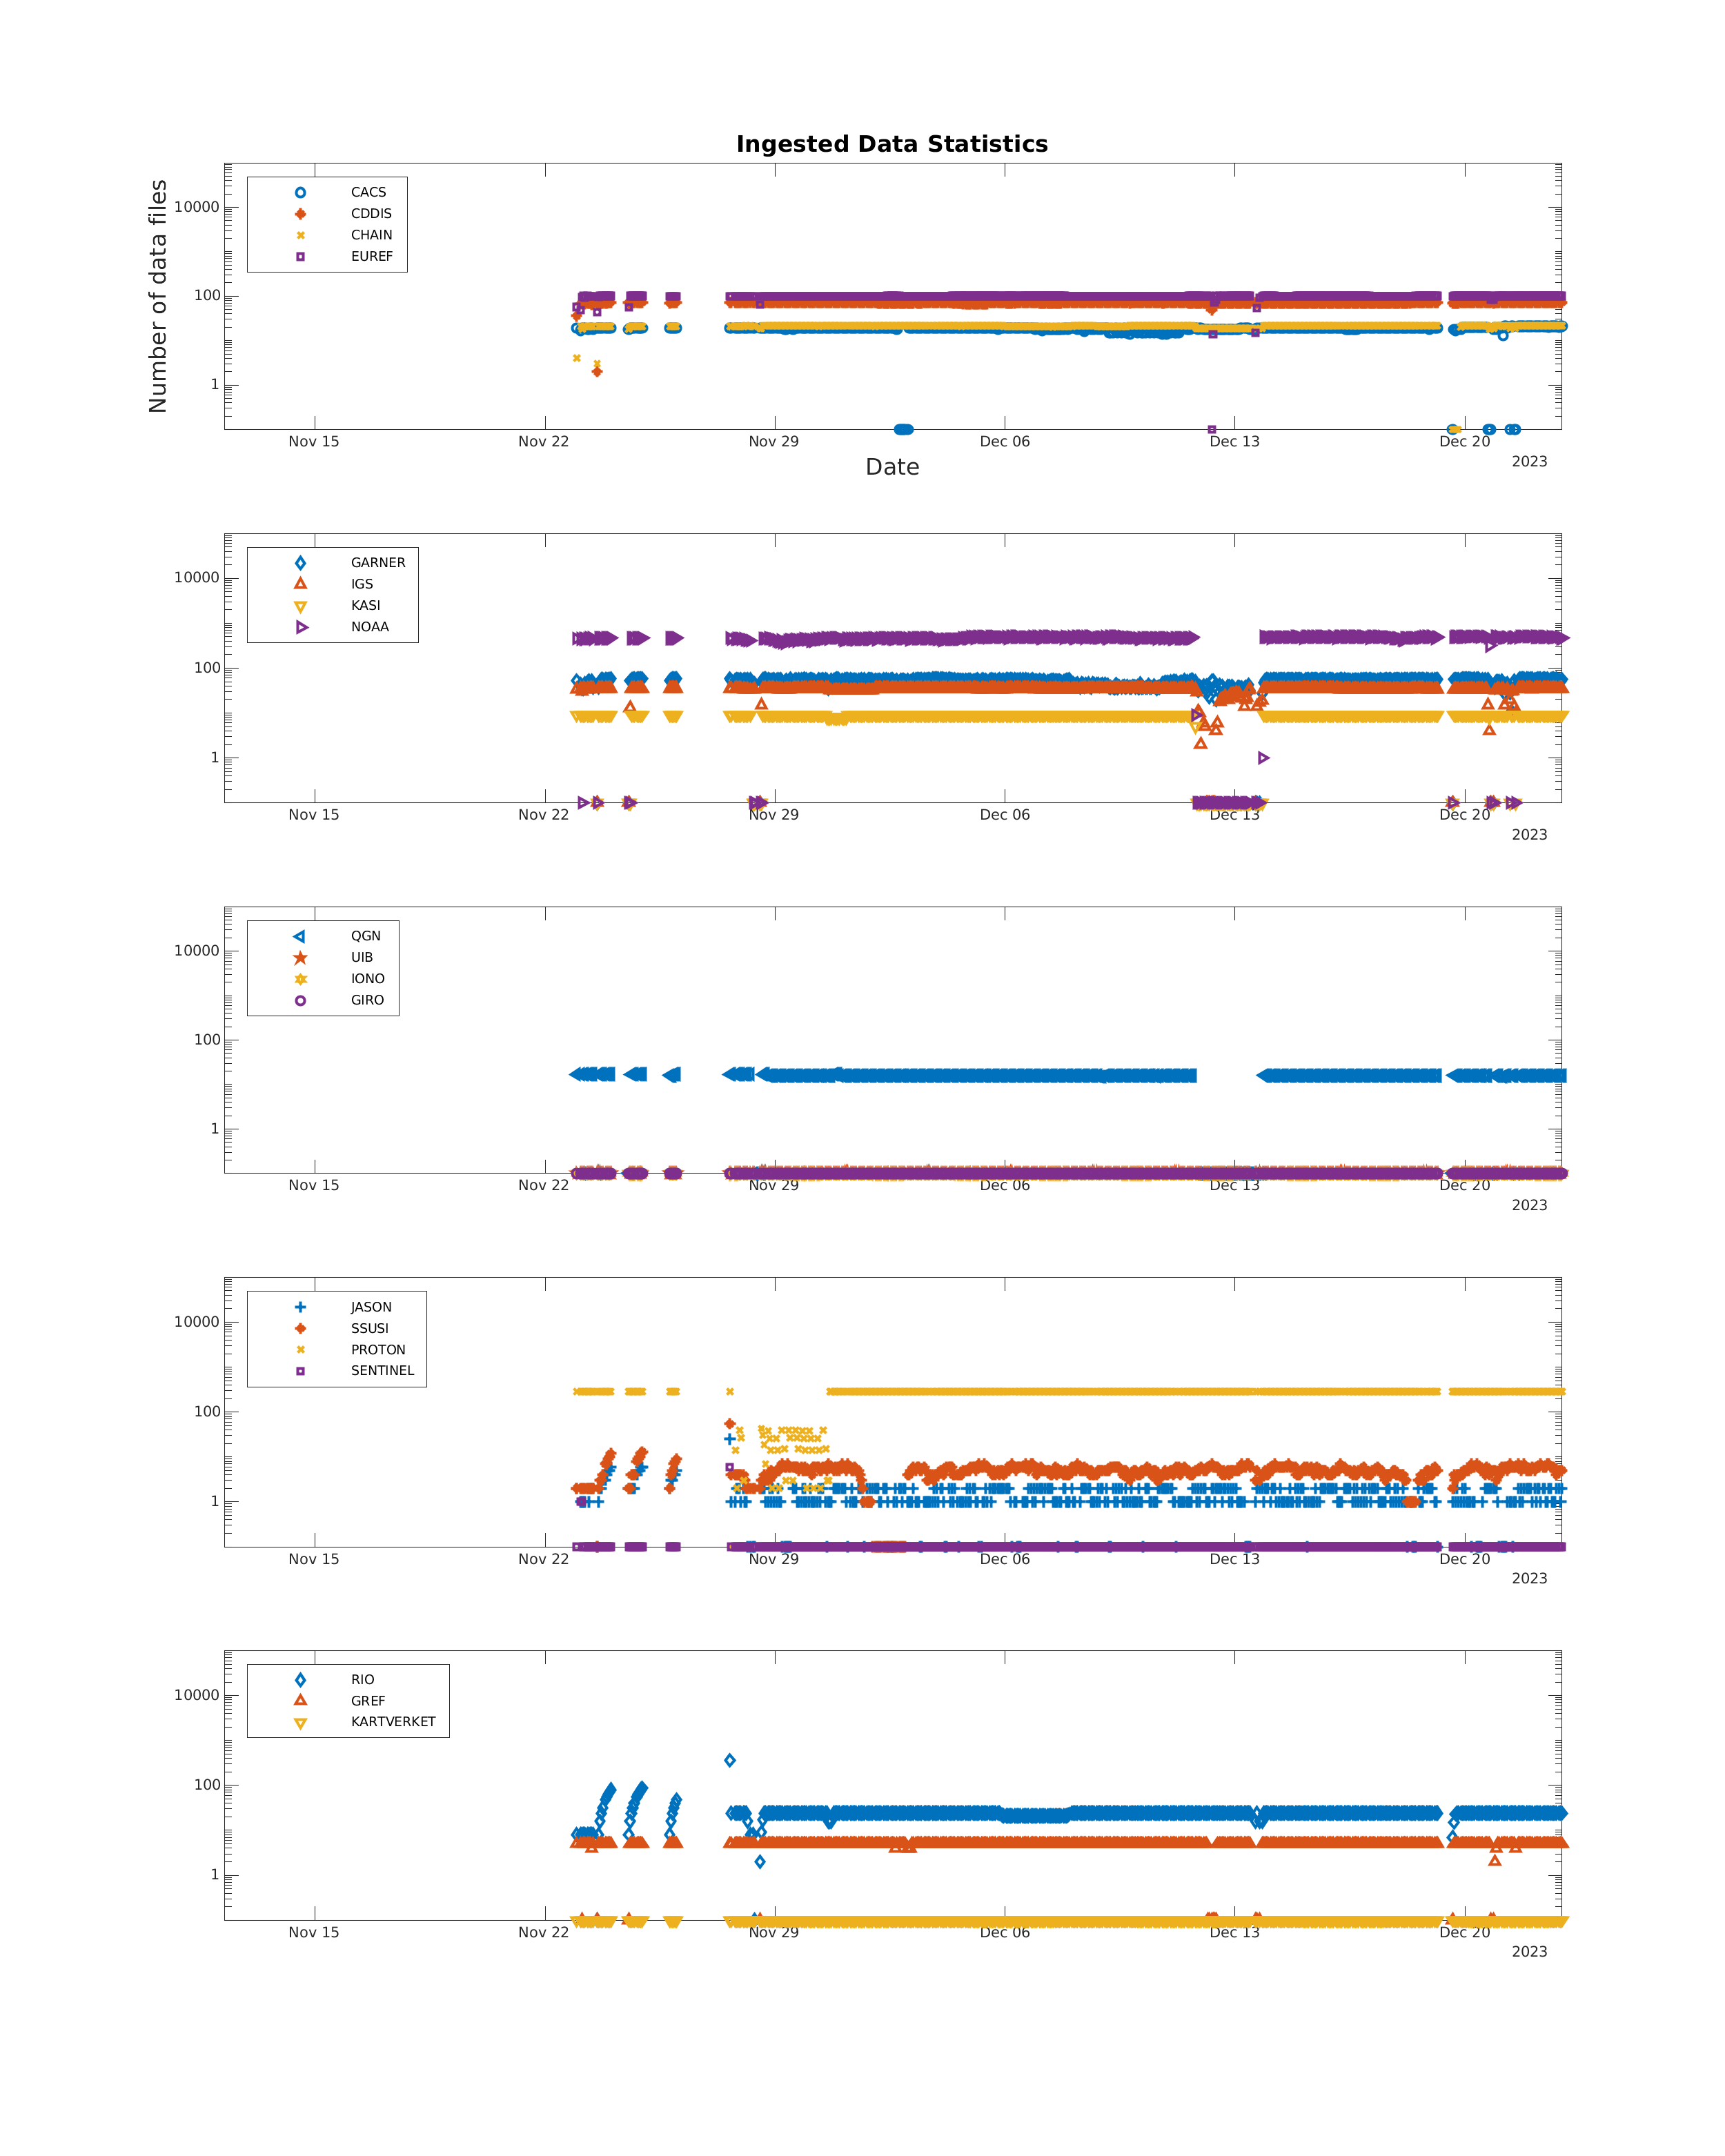 Ingested Data Statistics
Number of data files
10000
100
1
CACS
CDDIS
CHAIN
EUREF
Nov 15 Nov 22 Nov 29 Dec 06 Dec 13 Dec 20
2023
Date
10000
100
1
GARNER
IGS
KASI
NOAA
Nov 15 Nov 22 Nov 29 Dec 06 Dec 13 Dec 20
2023
10000
100
1
QGN
UIB
IONO
GIRO
Nov 15 Nov 22 Nov 29 Dec 06 Dec 13 Dec 20
2023
10000
100
1
JASON
SSUSI
PROTON
SENTINEL
Nov 15 Nov 22 Nov 29 Dec 06 Dec 13 Dec 20
2023
10000
100
1
RIO
GREF
KARTVERKET
Nov 15 Nov 22 Nov 29 Dec 06 Dec 13 Dec 20
2023